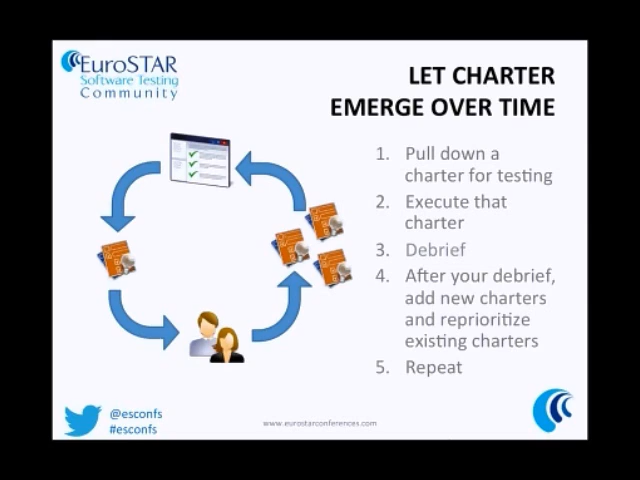 EuroSTAR
Software Testing
Community
LET CHARTER
EMERGE OVER TIME
1. Pull down a
charter for testing
2. Execute that
charter
3. Debrief
4. After your debrief,
add new charters
and reprioritize
existing charters
5. Repeat
@esconfs
#esconfs
www.eurostarconferences.com